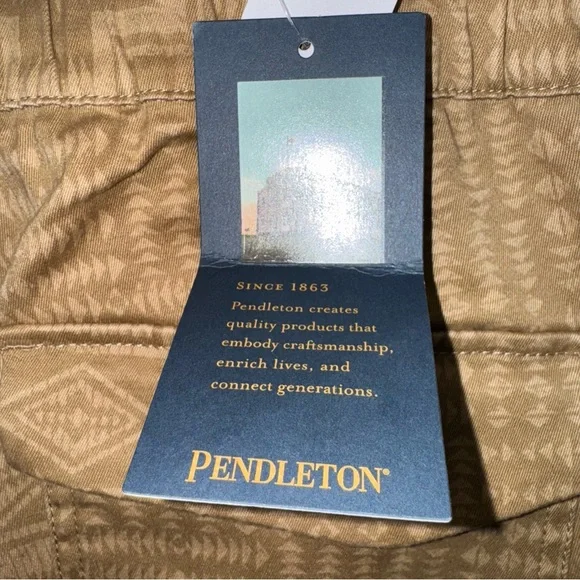 SINCE 1863
Pendleton creates
quality products that
embody craftsmanship,
enrich lives, and
connect generations.
PENDLETON®